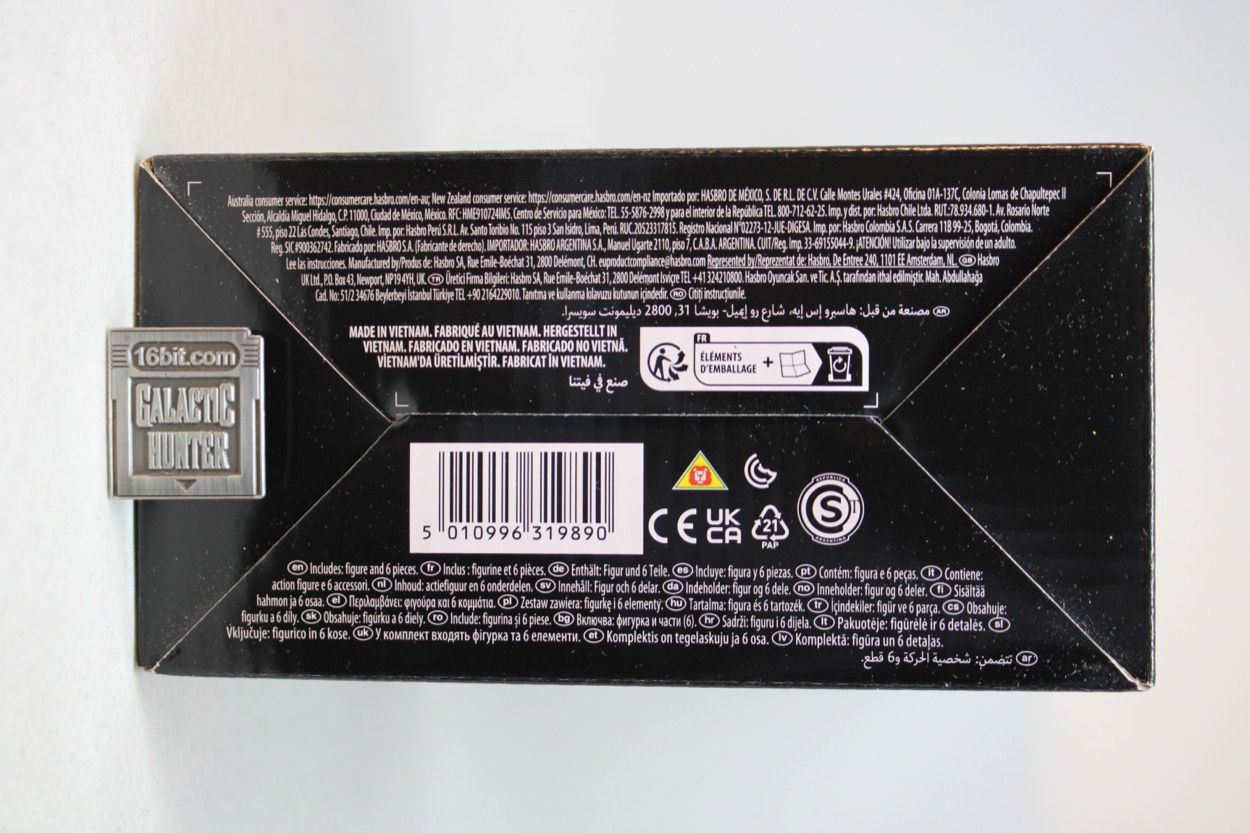 Australia consumer service: https://consumercare.hasbro.com/en-au; New Zealand consumer service: https://consumercare.hasbro.com/en-nz Importado por: HASBRO DE MÉXICO, S. DE R.L. DE C.V. Calle Montes Urales #424, Oficina 01A-137C, Colonia Lomas de Chapultepec II
Sección, Alcaldía Miguel Hidalgo, C.P. 11000, Ciudad de México, México. RFC: HME910724IM5, Centro de Servicio para México: TEL. 55-5876-2998 y para el interior de la República TEL. 800-712-62-25. Imp. y dist. por: Hasbro Chile Ltda. RUT.:78.934.680-1. Av. Rosario Norte
# 555, piso 22 Las Condes, Santiago, Chile. Imp. por: Hasbro Perú S.R.L. Av. Santo Toribio No. 115 piso 3 San Isidro, Lima, Perú. RUC20523317815. Registro Nacional N°02273-12-JUE-DIGESA. Imp. por: Hasbro Colombia S.A.S. Carrera 11B 99-25, Bogotá, Colombia.
Reg. SIC #900362742. Fabricado por: HASBRO S.A. (Fabricante de derecho). IMPORTADOR: HASBRO ARGENTINA S.A., Manuel Ugarte 2110, piso 7, C.A.B.A. ARGENTINA. CUIT/Reg. Imp. 33-69155044-9. ¡ATENCIÓN! Utilizar bajo la supervisión de un adulto.
Lee las instrucciones. Manufactured by/Produs de: Hasbro SA, Rue Emile-Boéchat 31, 2800 Delémont, CH. euproductcompliance@hasbro.com Represented by/Reprezentat de: Hasbro. De Entree 240, 1101 EE Amsterdam, NL. GB Hasbro
UK Ltd., P.O. Box 43, Newport, NP19 4YH, UK. TR Üretici Firma Bilgileri: Hasbro SA, Rue Emile-Boéchat 31, 2800 Delémont İsviçre TEL +41 324210800. Hasbro Oyuncak San. ve Tic. A.Ş. tarafından ithal edilmiştir. Mah. Abdullahağa
Cad. No: 51/2 34676 Beylerbeyi İstanbul Türkiye TEL +90 2164229010. Tanıtma ve kullanma kılavuzu kutunun içindedir. RO Citiți instrucțiunile.
AR مصنعة من قبل: هاسبرو إس إيه، شارع رو إميل- بويشا 31, 2800 ديليمونت سويسرا.
MADE IN VIETNAM. FABRIQUÉ AU VIETNAM. HERGESTELLT IN
VIETNAM. FABRICADO EN VIETNAM. FABRICADO NO VIETNÃ.
VİETNAM'DA ÜRETİLMİŞTİR. FABRICAT ÎN VIETNAM.
صنع في فيتنا
FR
ÉLÉMENTS
D'EMBALLAGE +
16bit.com
GALACTIC
HUNTER
5 010996 319890
CE UK
CA
21
PAP
REPUBLICA
S T
ARGENTINA
en Includes: figure and 6 pieces. fr Inclus : figurine et 6 pièces. de Enthält: Figur und 6 Teile. es Incluye: figura y 6 piezas. pt Contém: figura e 6 peças. it Contiene:
action figure e 6 accessori. nl Inhoud: actiefiguur en 6 onderdelen. sv Innehåll: Figur och 6 delar. da Indeholder: figur og 6 dele. no Inneholder: figur og 6 deler. fi Sisältää
hahmon ja 6 osaa. el Περιλαμβάνει: φιγούρα και 6 κομμάτια. pl Zestaw zawiera: figurkę i 6 elementy. hu Tartalma: figura és 6 tartozék. tr İçindekiler: figür ve 6 parça. cs Obsahuje:
figurku a 6 díly. sk Obsahuje: figúrku a 6 diely. ro Include: figurina și 6 piese. bg Включва: фигурка и части (6). hr Sadrži: figuru i 6 dijela. lt Pakuotėje: figūrėlė ir 6 detalės. sl
Vključuje: figurico in 6 kose. uk У комплект входять фігурка та 6 елементи. et Komplektis on tegelaskuju ja 6 osa. lv Komplektā: figūra un 6 detaļas.
ar تتضمن: شخصية الحركة و6 قطع.